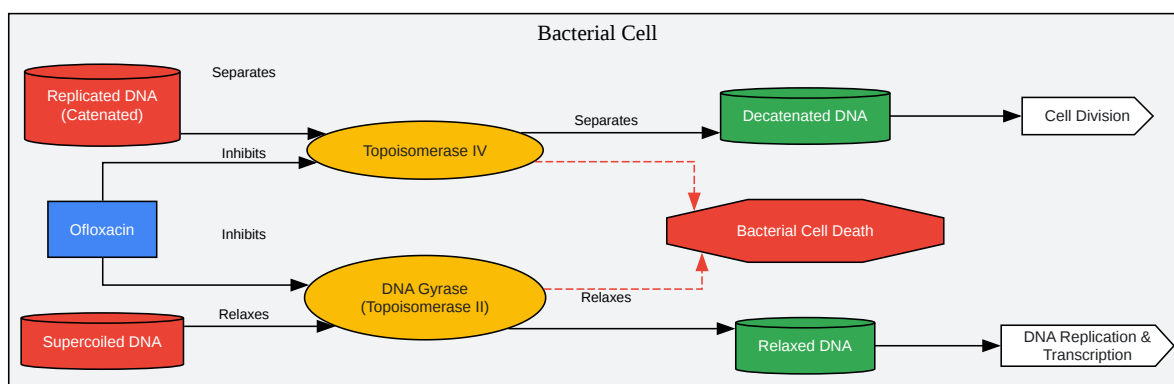 Bacterial Cell
Separates
Replicated DNA
(Catenated)
Separates
Decatenated DNA
Cell Division
Topoisomerase IV
Inhibits
Ofloxacin
Inhibits
Bacterial Cell Death
DNA Gyrase
(Topoisomerase II)
Relaxes
Relaxes
Supercoiled DNA
Relaxed DNA
DNA Replication &
Transcription